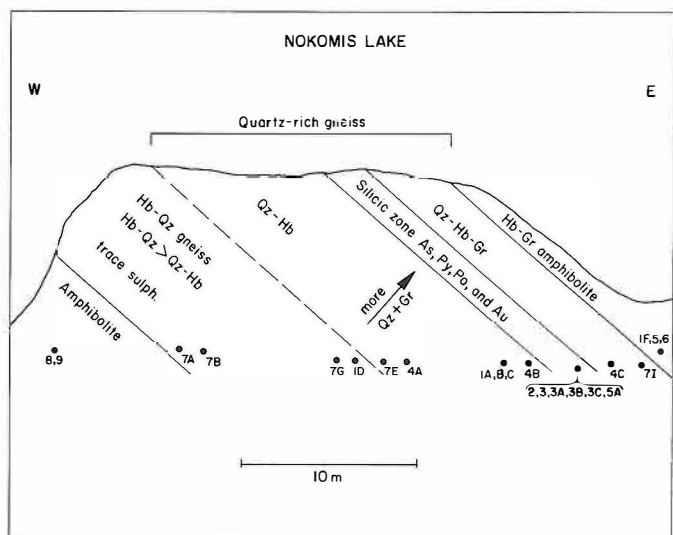 NOKOMIS LAKE
W
E
Quartz-rich gneiss
Hb-Qz gneiss
Hb-Qz > Qz-Hb
trace sulph.
Amphibolite
Qz-Hb
Silicic zone As, Py, Po, and Au
Qz-Hb-Gr
Hb-Gr amphibolite
more
Qz+Gr
8,9
7A
7B
7G
1D
7E
4A
1A,B,C
4B
2,3,3A,3B,3C,5A
4C
7I
1F,5,6
10 m